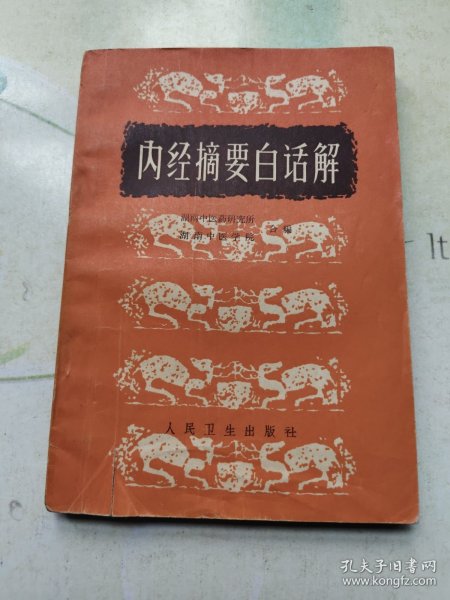 内经摘要白话解
湖南中医药研究所
湖南中医学院
合编
人民卫生出版社
It
孔夫子旧书网
www.kongfz.com